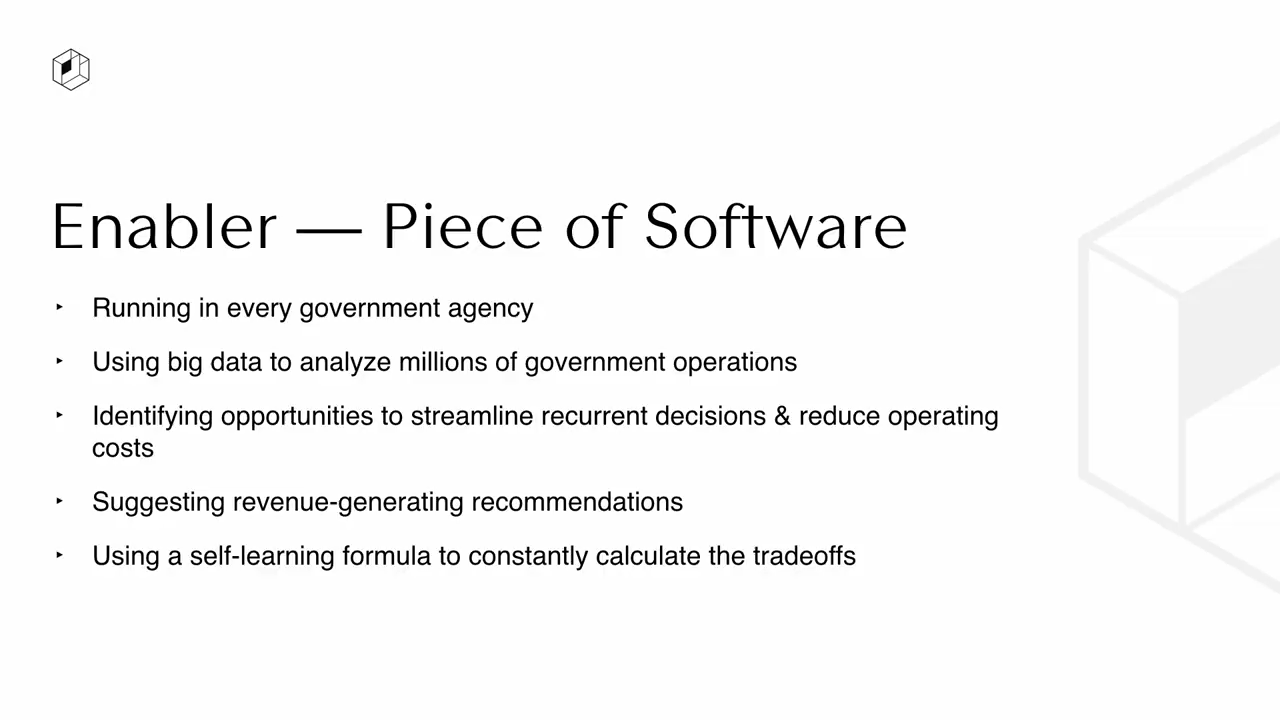 Enabler — Piece of Software
‣ Running in every government agency
‣ Using big data to analyze millions of government operations
‣ Identifying opportunities to streamline recurrent decisions & reduce operating
costs
‣ Suggesting revenue-generating recommendations
‣ Using a self-learning formula to constantly calculate the tradeoffs